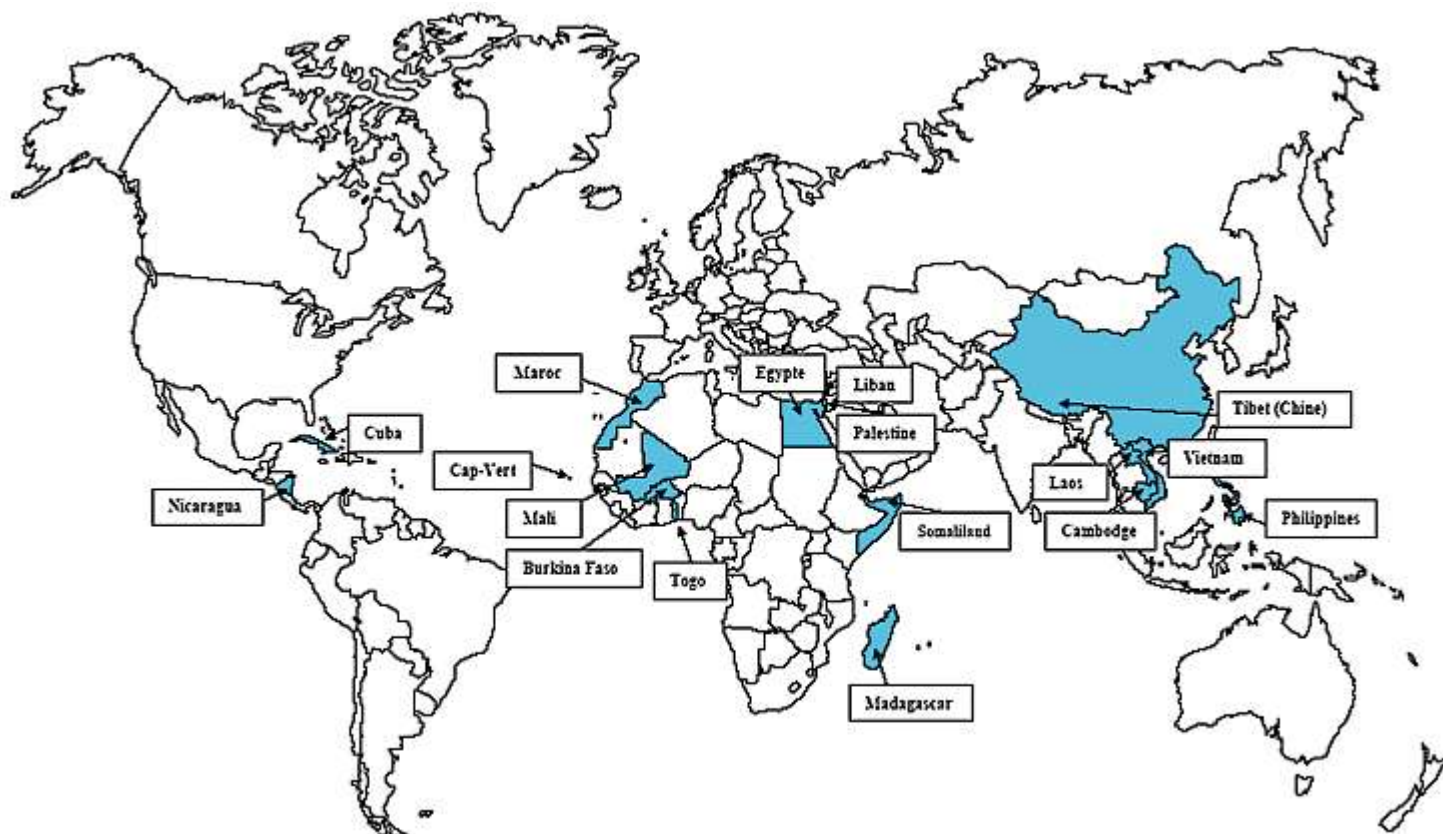 Maroc
Egypte
Liban
Tibet (Chine)
Cuba
Palestine
Cap-Vert
Vietnam
Nicaragua
Laos
Mali
Somaliland
Cambodge
Philippines
Burkina Faso
Togo
Madagascar